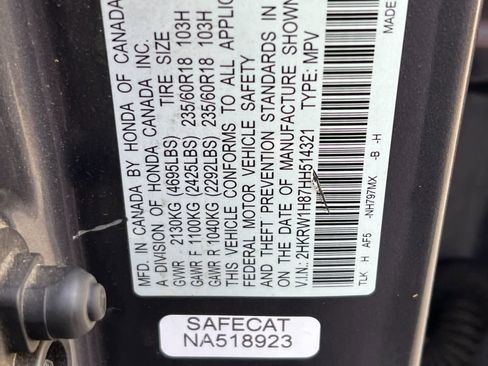 MFD. IN CANADA BY HONDA OF CANADA
A DIVISION OF HONDA CANADA INC.
TIRE SIZE
GVWR 2130KG (4695LBS)
GAWR F 1100KG (2425LBS) 235/60R18 103H
GAWR R 1040KG (2292LBS) 235/60R18 103H
THIS VEHICLE CONFORMS TO ALL APPLIC
FEDERAL MOTOR VEHICLE SAFETY
AND THEFT PREVENTION STANDARDS IN
ON THE DATE OF MANUFACTURE SHOWN
V.I.N.: 2HKRW1H87HH514321 TYPE: MPV
TLK H AF5 -NH797MX -B -H
MADE
SAFECAT
NA518923